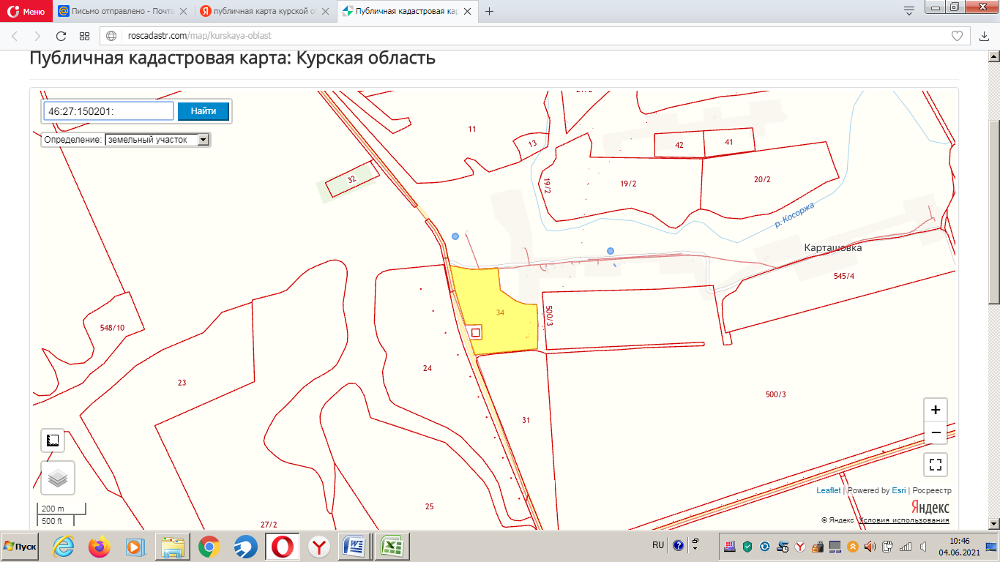 Меню
Письмо отправлено - Почта
публичная карта курской о
Публичная кадастровая кар
roscadastr.com/map/kurskaya-oblast
Публичная кадастровая карта: Курская область
46:27:150201:
Найти
Определение: земельный участок
21/2
11
13
42
41
32
19/2
19/2
20/2
р. Косоржа
Карташовка
545/4
34
500/3
548/10
23
24
500/3
31
25
27/2
+
−
200 m
500 ft
Leaflet | Powered by Esri | Росреестр
Яндекс
© Яндекс Условия использования
Пуск
RU
10:46
04.06.2021